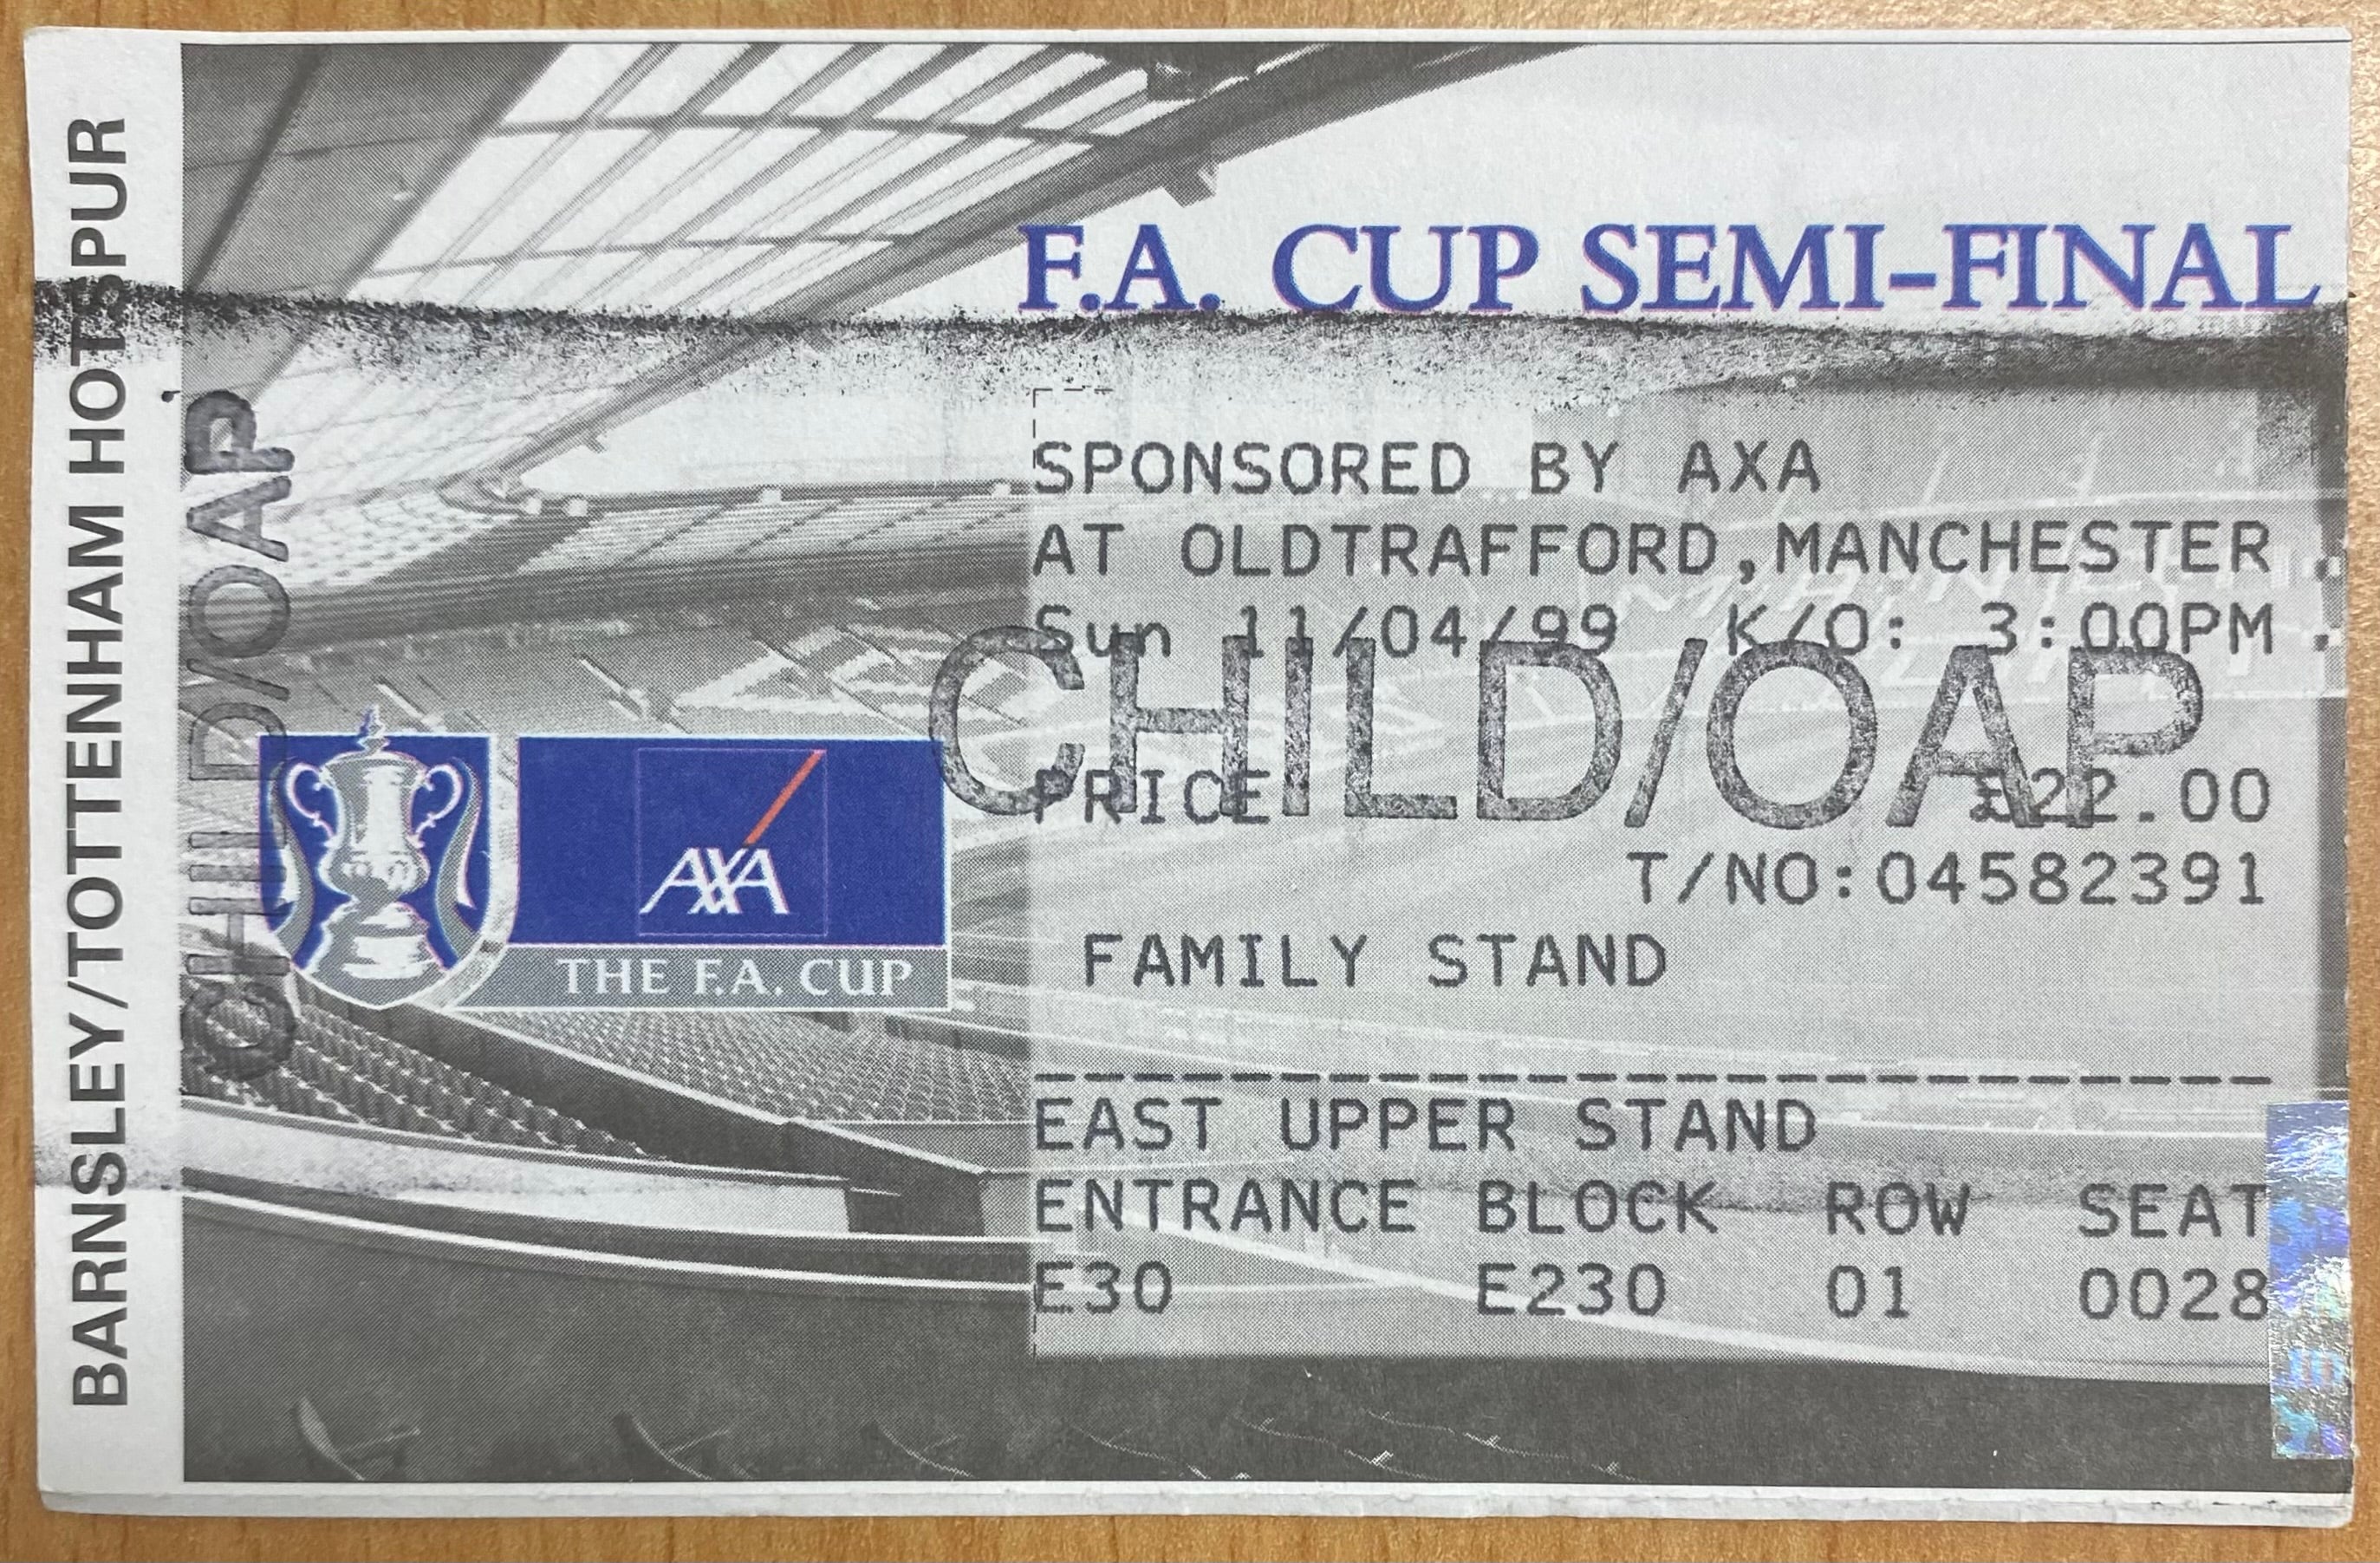 BARNSLEY/TOTTENHAM HOTSPUR
CHILD/OAP
F.A. CUP SEMI-FINAL
SPONSORED BY AXA
AT OLDTRAFFORD,MANCHESTER.
Sun 11/04/99 K/O: 3:00PM.
CHILD/OAP
PRICE £22.00
T/NO:04582391
FAMILY STAND
AXA
THE F.A. CUP
EAST UPPER STAND
ENTRANCE BLOCK ROW SEAT
E30 E230 01 0028